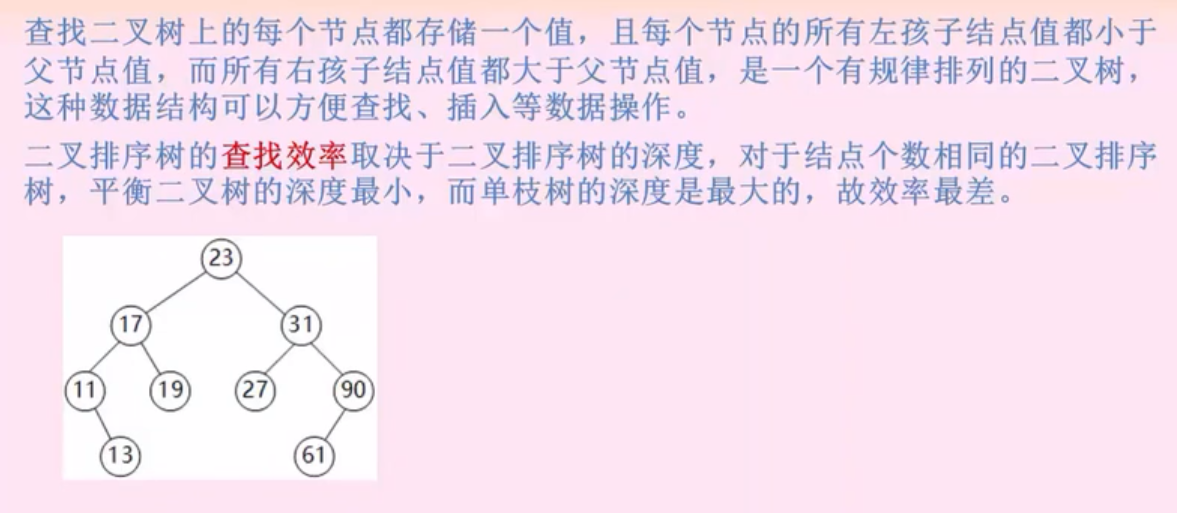 查找二叉树上的每个节点都存储一个值，且每个节点的所有左孩子结点值都小于
父节点值，而所有右孩子结点值都大于父节点值，是一个有规律排列的二叉树，
这种数据结构可以方便查找、插入等数据操作。
二叉排序树的查找效率取决于二叉排序树的深度，对于结点个数相同的二叉排序
树，平衡二叉树的深度最小，而单枝树的深度是最大的，故效率最差。
23
17 31
11 19 27 90
13 61